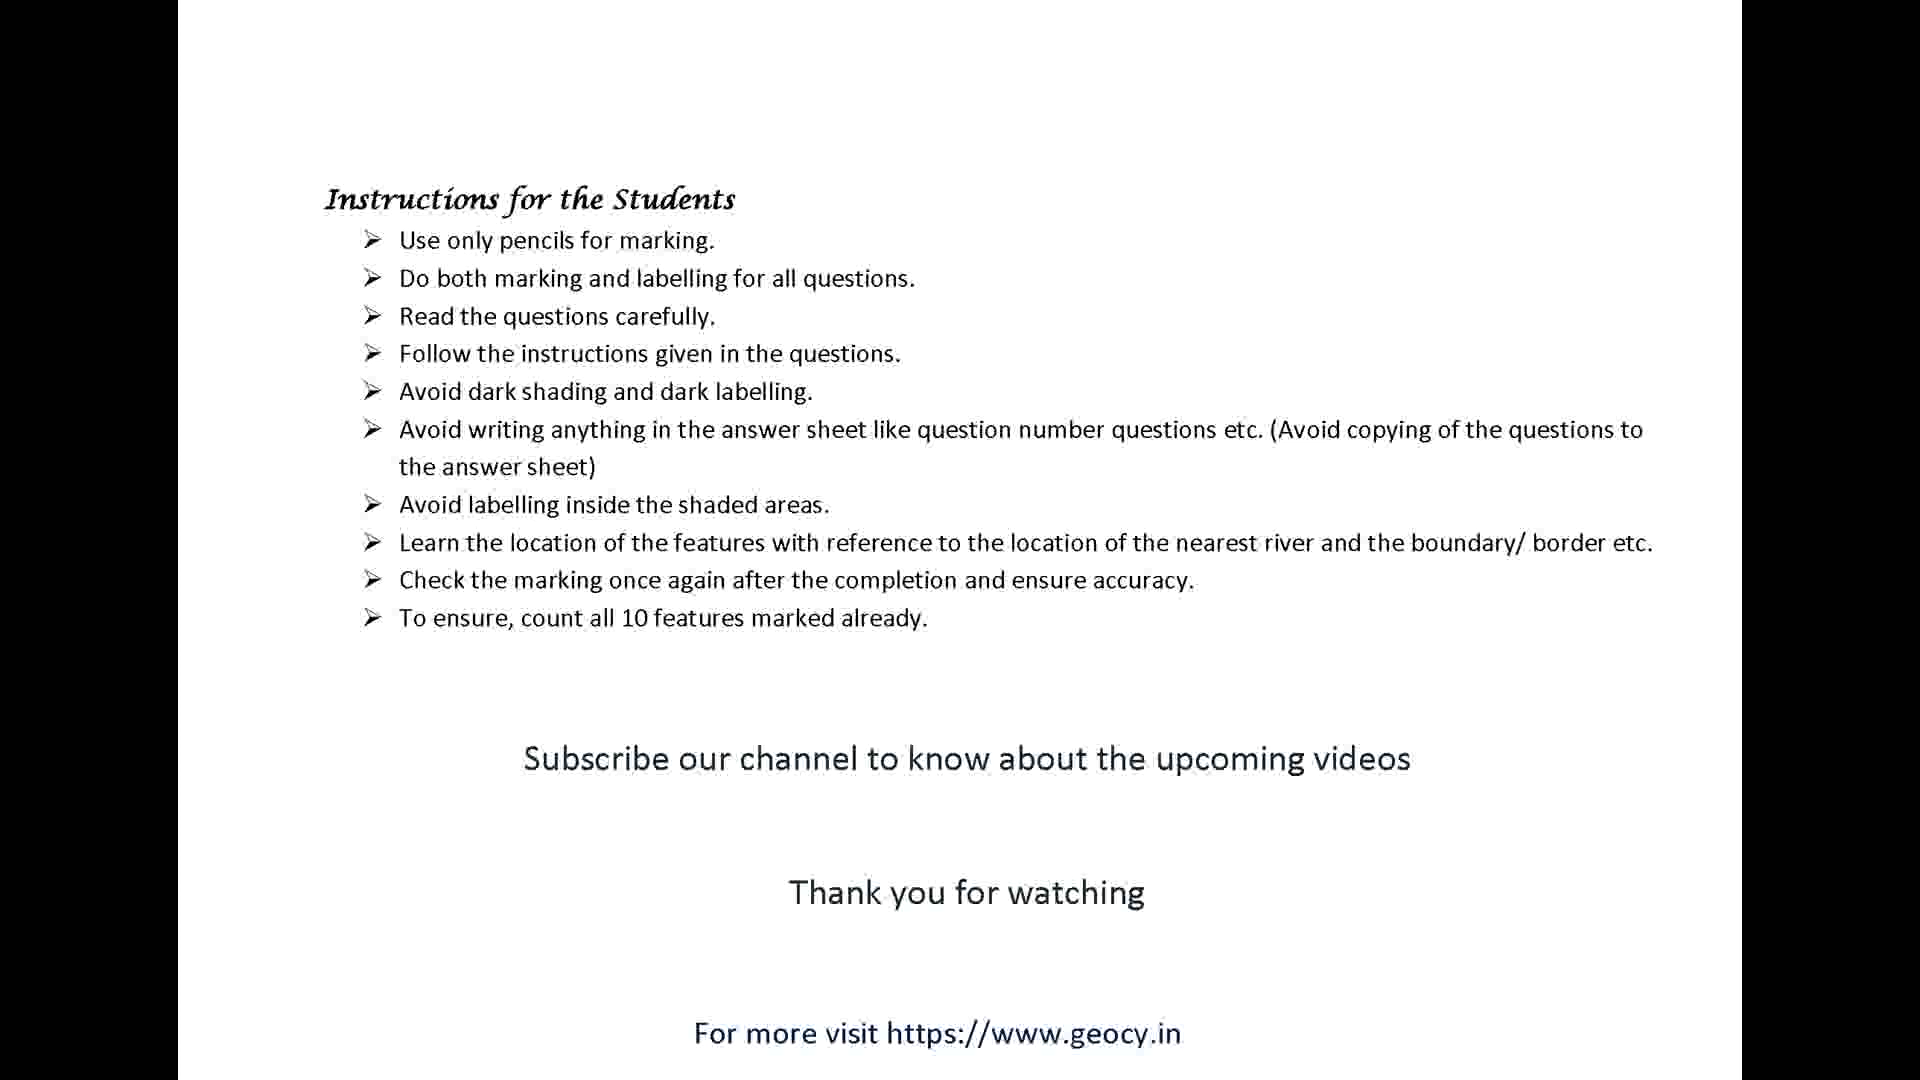 Instructions for the Students
➢ Use only pencils for marking.
➢ Do both marking and labelling for all questions.
➢ Read the questions carefully.
➢ Follow the instructions given in the questions.
➢ Avoid dark shading and dark labelling.
➢ Avoid writing anything in the answer sheet like question number questions etc. (Avoid copying of the questions to
the answer sheet)
➢ Avoid labelling inside the shaded areas.
➢ Learn the location of the features with reference to the location of the nearest river and the boundary/ border etc.
➢ Check the marking once again after the completion and ensure accuracy.
➢ To ensure, count all 10 features marked already.
Subscribe our channel to know about the upcoming videos
Thank you for watching
For more visit https://www.geocy.in